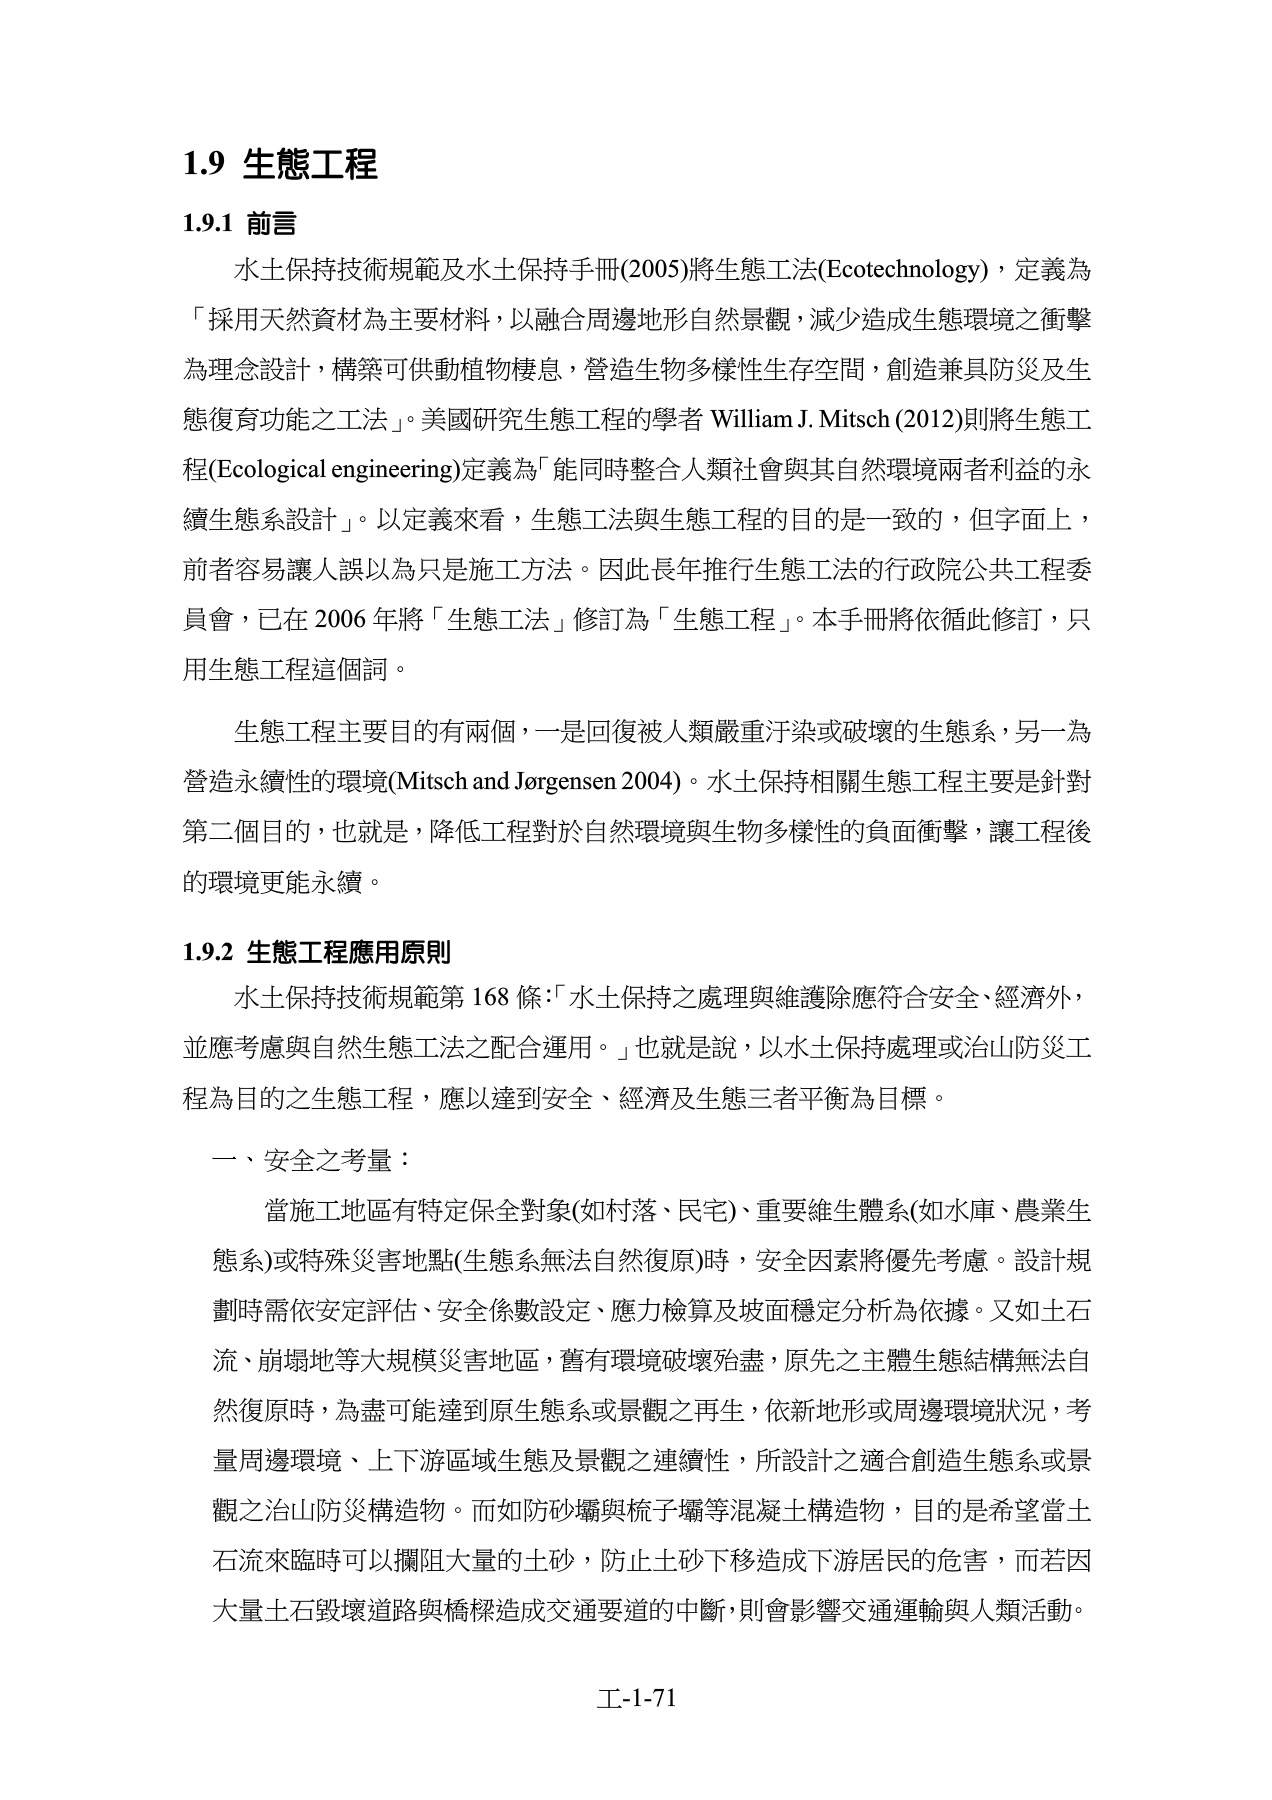 1.9 生態工程
1.9.1 前言
水土保持技術規範及水土保持手冊(2005)將生態工法(Ecotechnology)，定義為
「採用天然資材為主要材料，以融合周邊地形自然景觀，減少造成生態環境之衝擊
為理念設計，構築可供動植物棲息，營造生物多樣性生存空間，創造兼具防災及生
態復育功能之工法」。美國研究生態工程的學者 William J. Mitsch (2012)則將生態工
程(Ecological engineering)定義為「能同時整合人類社會與其自然環境兩者利益的永
續生態系設計」。以定義來看，生態工法與生態工程的目的是一致的，但字面上，
前者容易讓人誤以為只是施工方法。因此長年推行生態工法的行政院公共工程委
員會，已在 2006 年將「生態工法」修訂為「生態工程」。本手冊將依循此修訂，只
用生態工程這個詞。
生態工程主要目的有兩個，一是回復被人類嚴重汙染或破壞的生態系，另一為
營造永續性的環境(Mitsch and Jørgensen 2004)。水土保持相關生態工程主要是針對
第二個目的，也就是，降低工程對於自然環境與生物多樣性的負面衝擊，讓工程後
的環境更能永續。
1.9.2 生態工程應用原則
水土保持技術規範第 168 條：「水土保持之處理與維護除應符合安全、經濟外，
並應考慮與自然生態工法之配合運用。」也就是說，以水土保持處理或治山防災工
程為目的之生態工程，應以達到安全、經濟及生態三者平衡為目標。
一、安全之考量：
當施工地區有特定保全對象(如村落、民宅)、重要維生體系(如水庫、農業生
態系)或特殊災害地點(生態系無法自然復原)時，安全因素將優先考慮。設計規
劃時需依安定評估、安全係數設定、應力檢算及坡面穩定分析為依據。又如土石
流、崩塌地等大規模災害地區，舊有環境破壞殆盡，原先之主體生態結構無法自
然復原時，為盡可能達到原生態系或景觀之再生，依新地形或周邊環境狀況，考
量周邊環境、上下游區域生態及景觀之連續性，所設計之適合創造生態系或景
觀之治山防災構造物。而如防砂壩與梳子壩等混凝土構造物，目的是希望當土
石流來臨時可以攔阻大量的土砂，防止土砂下移造成下游居民的危害，而若因
大量土石毀壞道路與橋樑造成交通要道的中斷，則會影響交通運輸與人類活動。
工-1-71